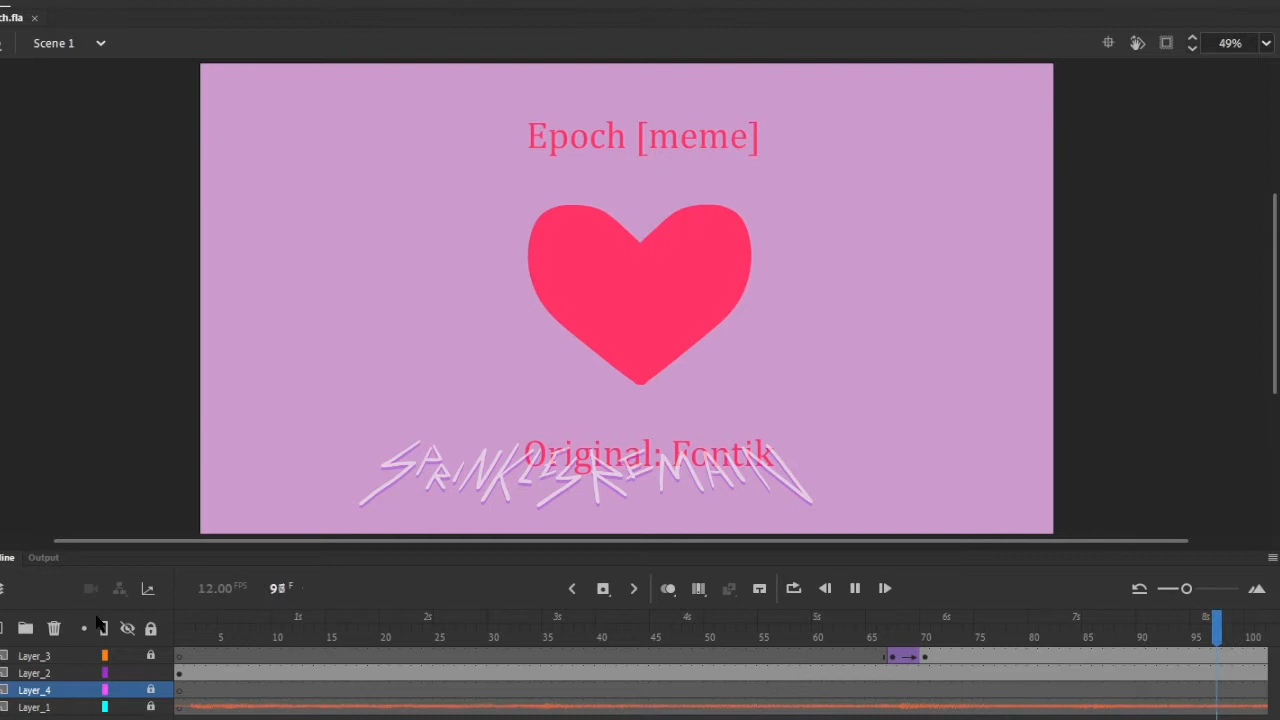 ch.fla
Scene 1
49%
Epoch [meme]
Original: Fontik
SPRINKLESREMAIN
Output
12.00 FPS
F
1s 2s 3s 4s 5s 6s 7s 8s
5 10 15 20 25 30 35 40 45 50 55 60 65 70 75 80 85 90 95 100
Layer_3
Layer_2
Layer_4
Layer_1